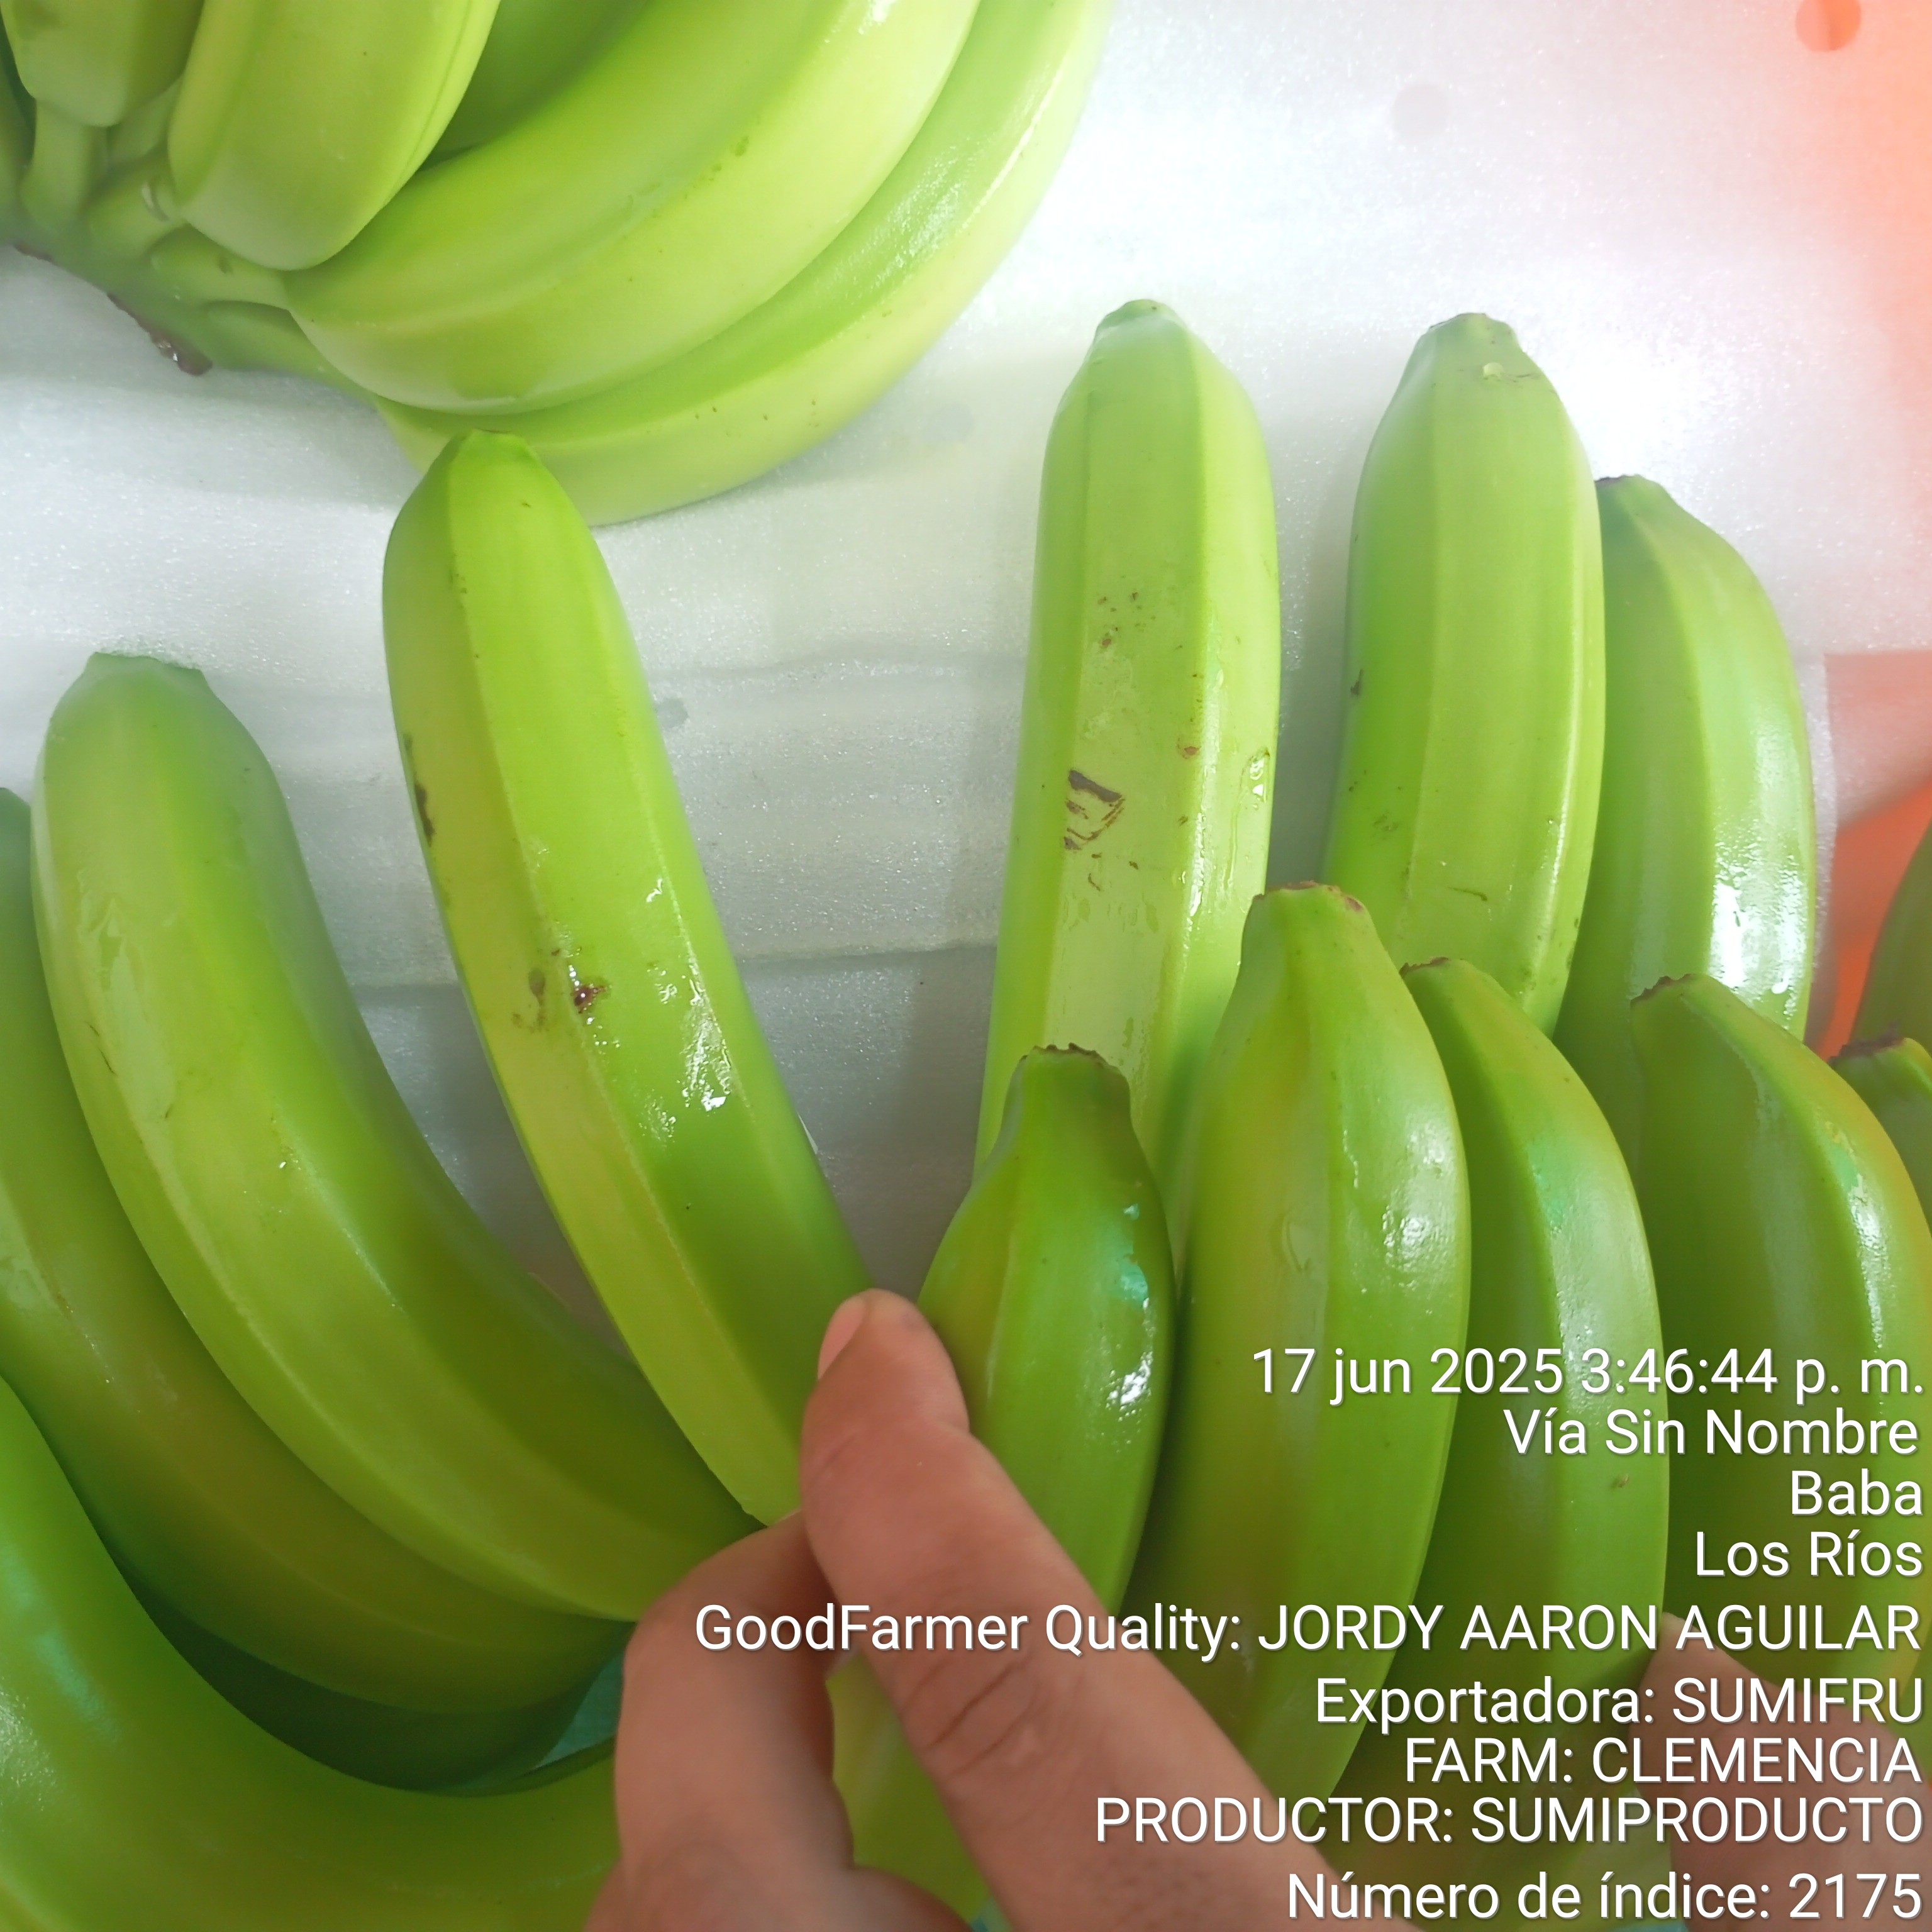 17 jun 2025 3:46:44 p. m.
Vía Sin Nombre
Baba
Los Ríos
GoodFarmer Quality: JORDY AARON AGUILAR
Exportadora: SUMIFRU
FARM: CLEMENCIA
PRODUCTOR: SUMIPRODUCTO
Número de índice: 2175